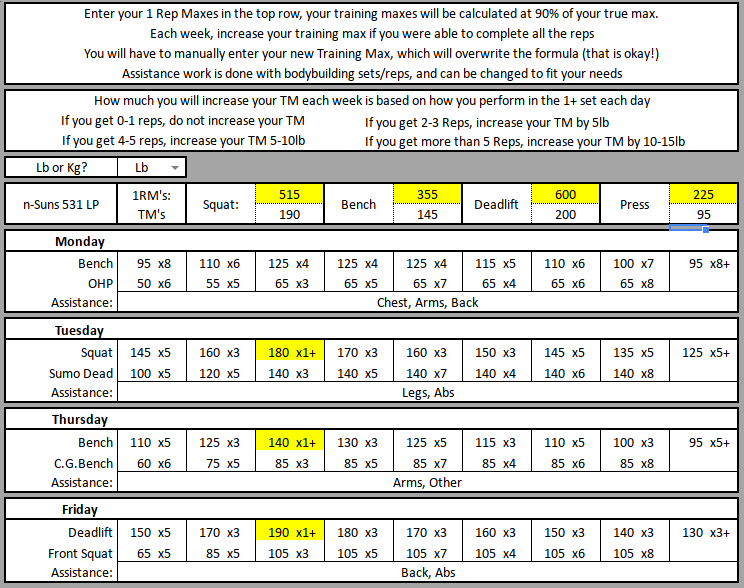 Enter your 1 Rep Maxes in the top row, your training maxes will be calculated at 90% of your true max.
Each week, increase your training max if you were able to complete all the reps
You will have to manually enter your new Training Max, which will overwrite the formula (that is okay!)
Assistance work is done with bodybuilding sets/reps, and can be changed to fit your needs
How much you will increase your TM each week is based on how you perform in the 1+ set each day
If you get 0-1 reps, do not increase your TM If you get 2-3 Reps, increase your TM by 5lb
If you get 4-5 reps, increase your TM 5-10lb If you get more than 5 Reps, increase your TM by 10-15lb
Lb or Kg? Lb
n-Suns 531 LP 1RM's: Squat: 515 Bench 355 Deadlift 600 Press 225
TM's 190 145 200 95
Monday
Bench 95 x8 110 x6 125 x4 125 x4 125 x4 115 x5 110 x6 100 x7 95 x8+
OHP 50 x6 55 x5 65 x3 65 x5 65 x7 65 x4 65 x6 65 x8
Assistance: Chest, Arms, Back
Tuesday
Squat 145 x5 160 x3 180 x1+ 170 x3 160 x3 150 x3 145 x5 135 x5 125 x5+
Sumo Dead 100 x5 120 x5 140 x3 140 x5 140 x7 140 x4 140 x6 140 x8
Assistance: Legs, Abs
Thursday
Bench 110 x5 125 x3 140 x1+ 130 x3 125 x5 115 x3 110 x5 100 x3 95 x5+
C.G.Bench 60 x6 75 x5 85 x3 85 x5 85 x7 85 x4 85 x6 85 x8
Assistance: Arms, Other
Friday
Deadlift 150 x5 170 x3 190 x1+ 180 x3 170 x3 160 x3 150 x3 140 x3 130 x3+
Front Squat 65 x5 85 x5 105 x3 105 x5 105 x7 105 x4 105 x6 105 x8
Assistance: Back, Abs